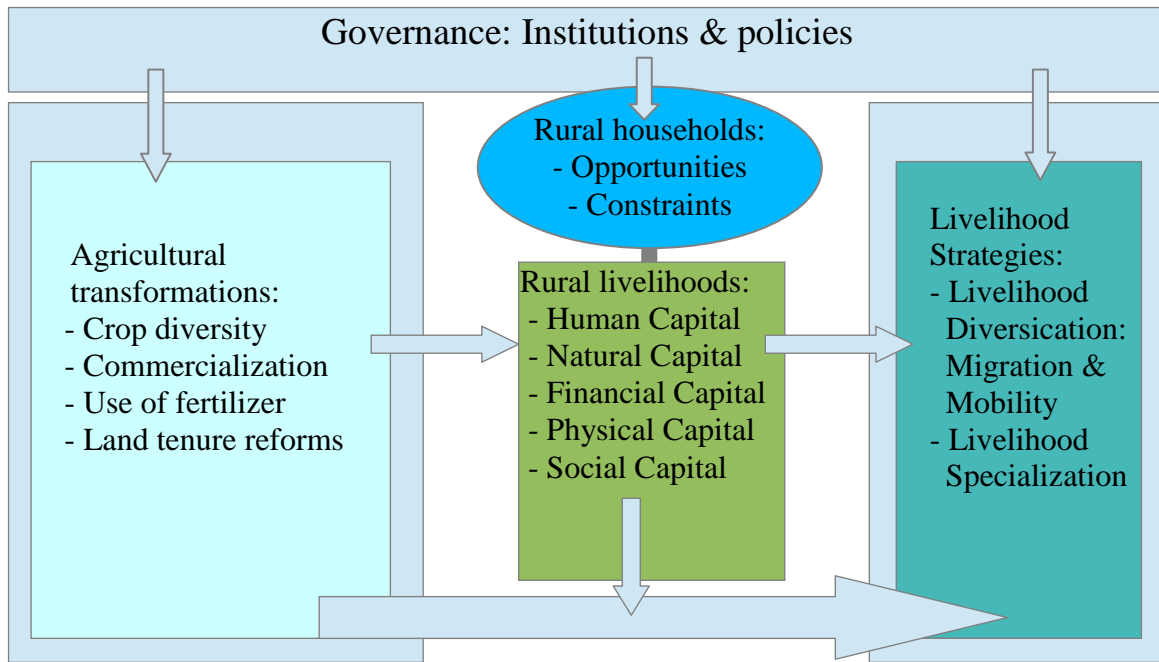 Governance: Institutions & policies
Rural households:
- Opportunities
- Constraints
Agricultural
transformations:
- Crop diversity
- Commercialization
- Use of fertilizer
- Land tenure reforms
Rural livelihoods:
- Human Capital
- Natural Capital
- Financial Capital
- Physical Capital
- Social Capital
Livelihood
Strategies:
- Livelihood
Diversication:
Migration &
Mobility
- Livelihood
Specialization